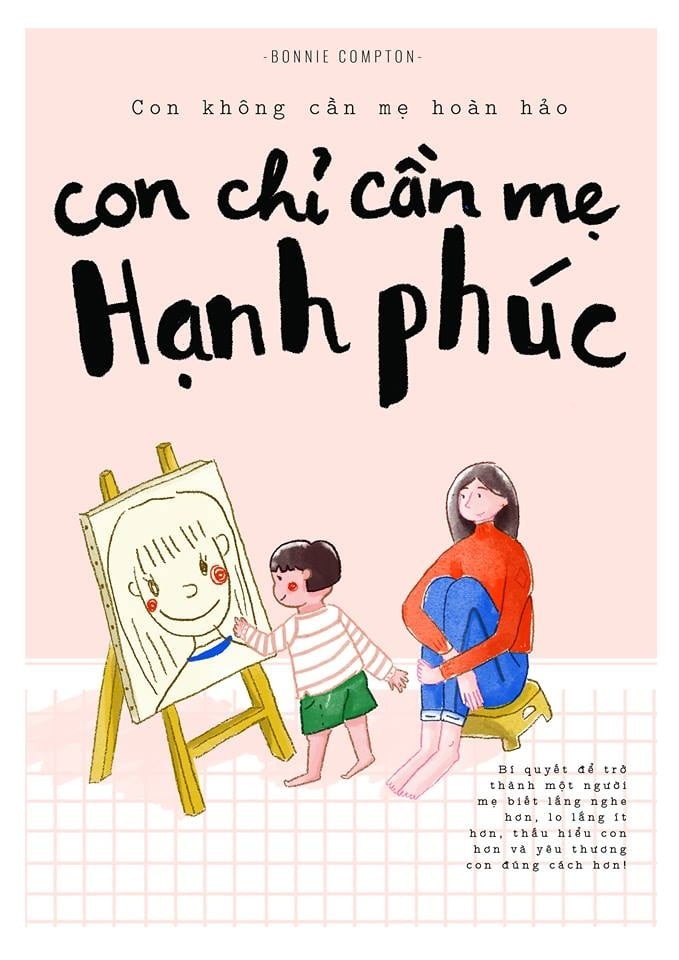 -BONNIE COMPTON-
Con không cần mẹ hoàn hảo
con chỉ cần mẹ
Hạnh phúc
Bí quyết để trở
thành một người
mẹ biết lắng nghe
hơn, lo lắng ít
hơn, thấu hiểu con
hơn và yêu thương
con đúng cách hơn!